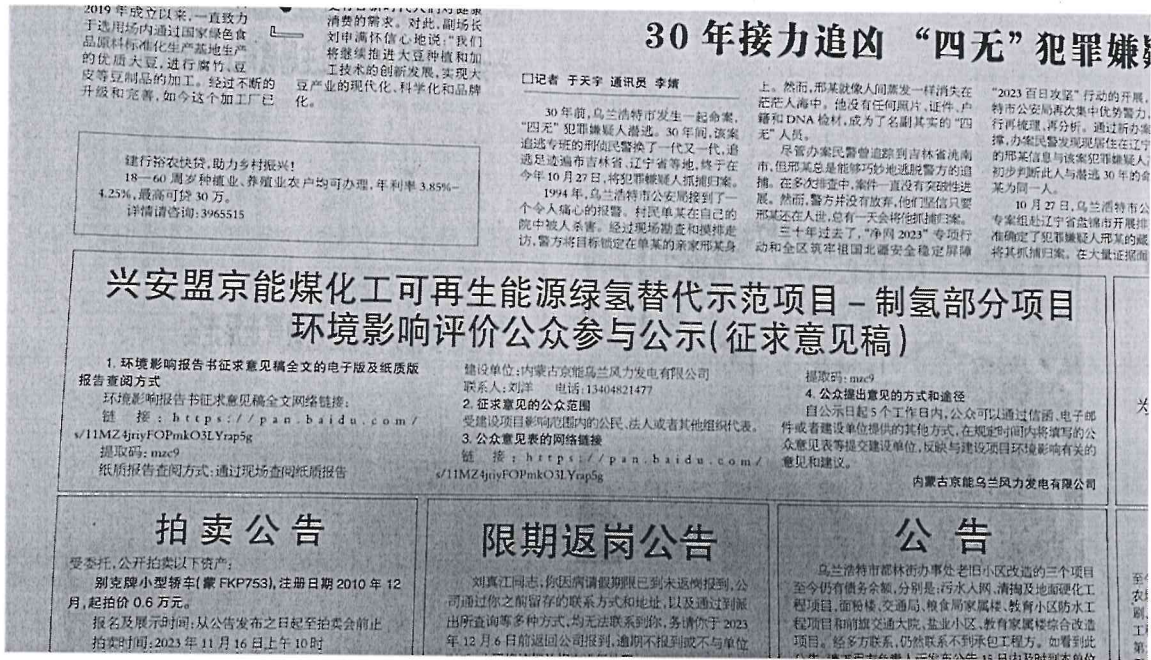 2019年成立以来,一直致力
于选用场内通过国家绿色食
品原料标准化生产基地生产
的优质大豆,进行腐竹、豆
皮等豆制品的加工。经过不断的
升级和完善,如今这个加工厂已
消费的需求。对此,副场长
刘申满怀信心地说:“我们
将继续推进大豆种植和加
工技术的创新发展,实现大
豆产业的现代化、科学化和品牌
化。
建行裕农快贷,助力乡村振兴!
18—60周岁种植业、养殖业农户均可办理,年利率3.85%-
4.25%,最高可贷30万。
详情请咨询:3965515
30年接力追凶 “四无”犯罪嫌疑
□记者 于天宇 通讯员 李婧
30年前,乌兰浩特市发生一起命案,
“四无”犯罪嫌疑人潜逃。30年间,该案
追逃专班的刑侦民警换了一代又一代,追
逃足迹遍布吉林省、辽宁省等地,终于在
今年10月27日,将犯罪嫌疑人抓捕归案。
1994年,乌兰浩特市公安局接到了一
个令人痛心的报警。村民单某在自己的
院中被人杀害。经过现场勘查和摸排走
访,警方将目标锁定在单某的亲家邢某身
上。然而,邢某就像人间蒸发一样消失在
茫茫人海中。他没有任何照片、证件、户
籍和DNA检材,成为了名副其实的“四
无”人员。
尽管办案民警曾追踪到吉林省洮南
市,但邢某总是能够巧妙地逃脱警方的追
捕。在多次排查中,案件一直没有突破性进
展。然而,警方并没有放弃,他们坚信只要
邢某还在人世,总有一天会将他抓捕归案。
三十年过去了,“净网2023”专项行
动和全区筑牢祖国北疆安全稳定屏障
“2023百日攻坚”行动的开展,
特市公安局再次集中优势警力,
行再梳理、再分析。通过新办案
撑,办案民警发现现居住在辽宁
的邢某信息与该案犯罪嫌疑人
初步判断此人与潜逃30年的命
某为同一人。
10月27日,乌兰浩特市公
专案组赴辽宁省盘锦市开展排
准确定了犯罪嫌疑人邢某的藏
将其抓捕归案。在大量证据面
兴安盟京能煤化工可再生能源绿氢替代示范项目－制氢部分项目
环境影响评价公众参与公示(征求意见稿)
1. 环境影响报告书征求意见稿全文的电子版及纸质版
报告查阅方式
环境影响报告书征求意见稿全文网络链接:
链接:https://pan.baidu.com/
s/11MZ4jriyFOPmkO3LYrap5g
提取码:mzc9
纸质报告查阅方式:通过现场查阅纸质报告
建设单位:内蒙古京能乌兰风力发电有限公司
联系人:刘洋 电话:13404821477
2. 征求意见的公众范围
受建设项目影响范围内的公民、法人或者其他组织代表。
3. 公众意见表的网络链接
链接:https://pan.baidu.com/
s/11MZ4jriyFOPmkO3LYrap5g
提取码:mzc9
4. 公众提出意见的方式和途径
自公示日起5个工作日内,公众可以通过信函、电子邮
件或者建设单位提供的其他方式,在规定时间内将填写的公
众意见表等提交建设单位,反映与建设项目环境影响有关的
意见和建议。
内蒙古京能乌兰风力发电有限公司
拍卖公告
受委托,公开拍卖以下资产:
别克牌小型轿车(蒙FKP753),注册日期2010年12
月,起拍价0.6万元。
报名及展示时间:从公告发布之日起至拍卖会前止
拍卖时间:2023年11月16日上午10时
限期返岗公告
刘真江同志,你因病请假期限已到未返岗报到,公
司通过你之前留存的联系方式和地址,以及通过到派
出所查询等多种方式,均无法联系到你,务请你于2023
年12月6日前返回公司报到,逾期不报到或不与单位
公告
乌兰浩特市都林街办事处老旧小区改造的三个项目
至今仍有债务余额,分别是:污水入网、清掏及地面硬化工
程项目,面粉楼、交通局、粮食局家属楼、教育小区防水工
程项目和前旗交通大院、盐业小区、教育家属楼综合改造
项目。经多方联系,仍然联系不到承包工程方。如看到此